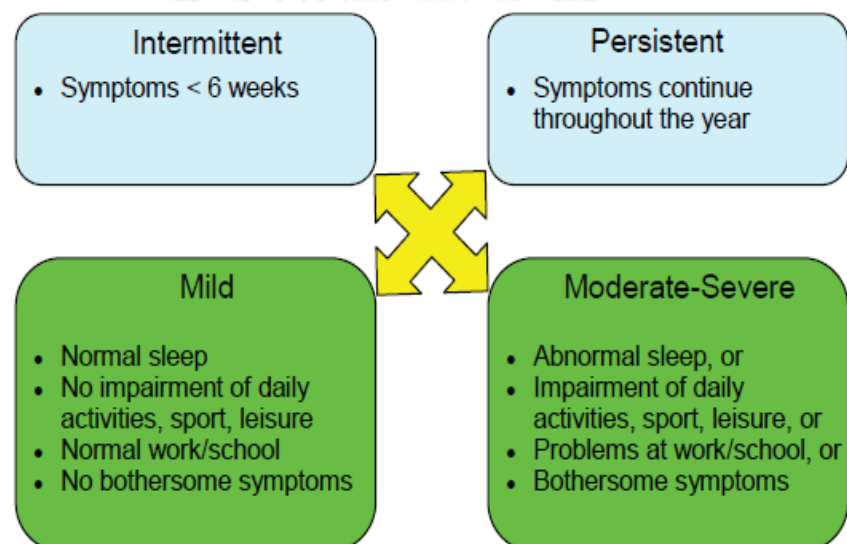 Intermittent
• Symptoms < 6 weeks
Persistent
• Symptoms continue
throughout the year
Mild
• Normal sleep
• No impairment of daily
activities, sport, leisure
• Normal work/school
• No bothersome symptoms
Moderate-Severe
• Abnormal sleep, or
• Impairment of daily
activities, sport, leisure, or
• Problems at work/school, or
• Bothersome symptoms